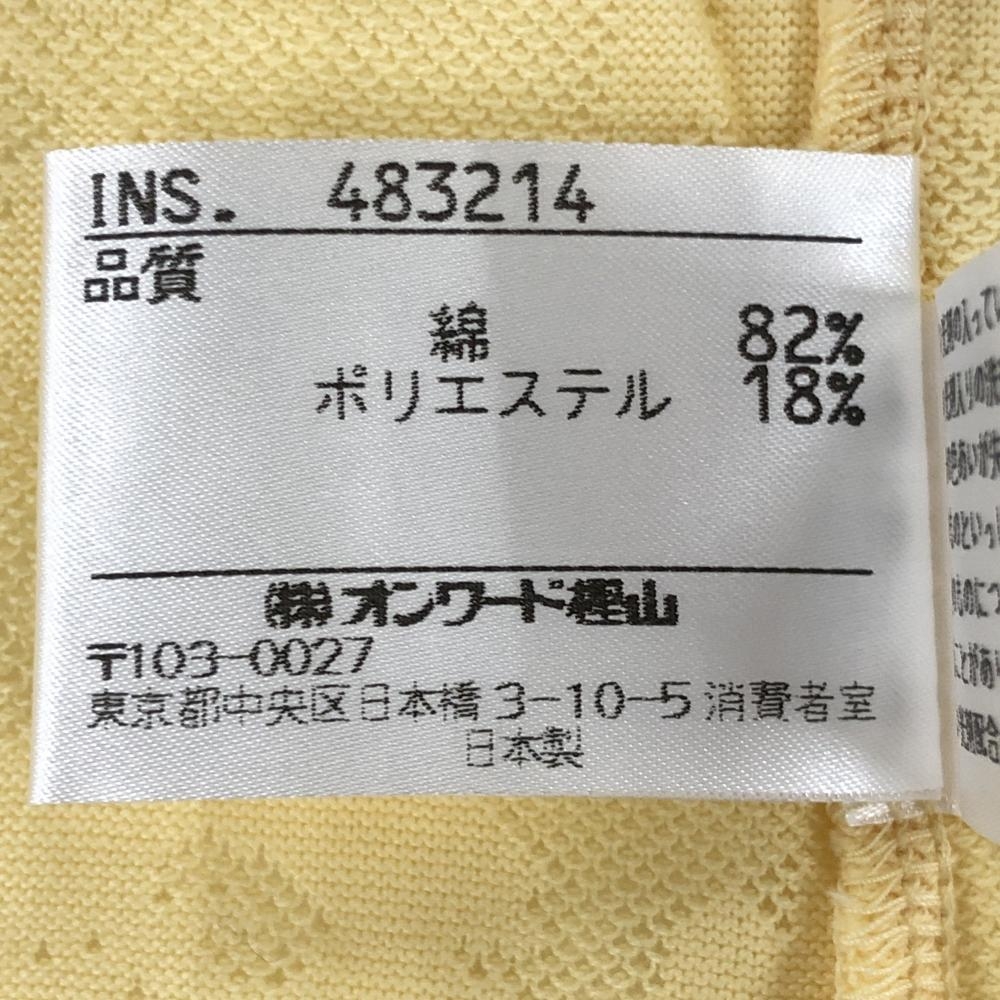 INS. 483214
品質
綿 82%
ポリエステル 18%
㈱オンワード樫山
〒103-0027
東京都中央区日本橋3-10-5消費者室
日本製